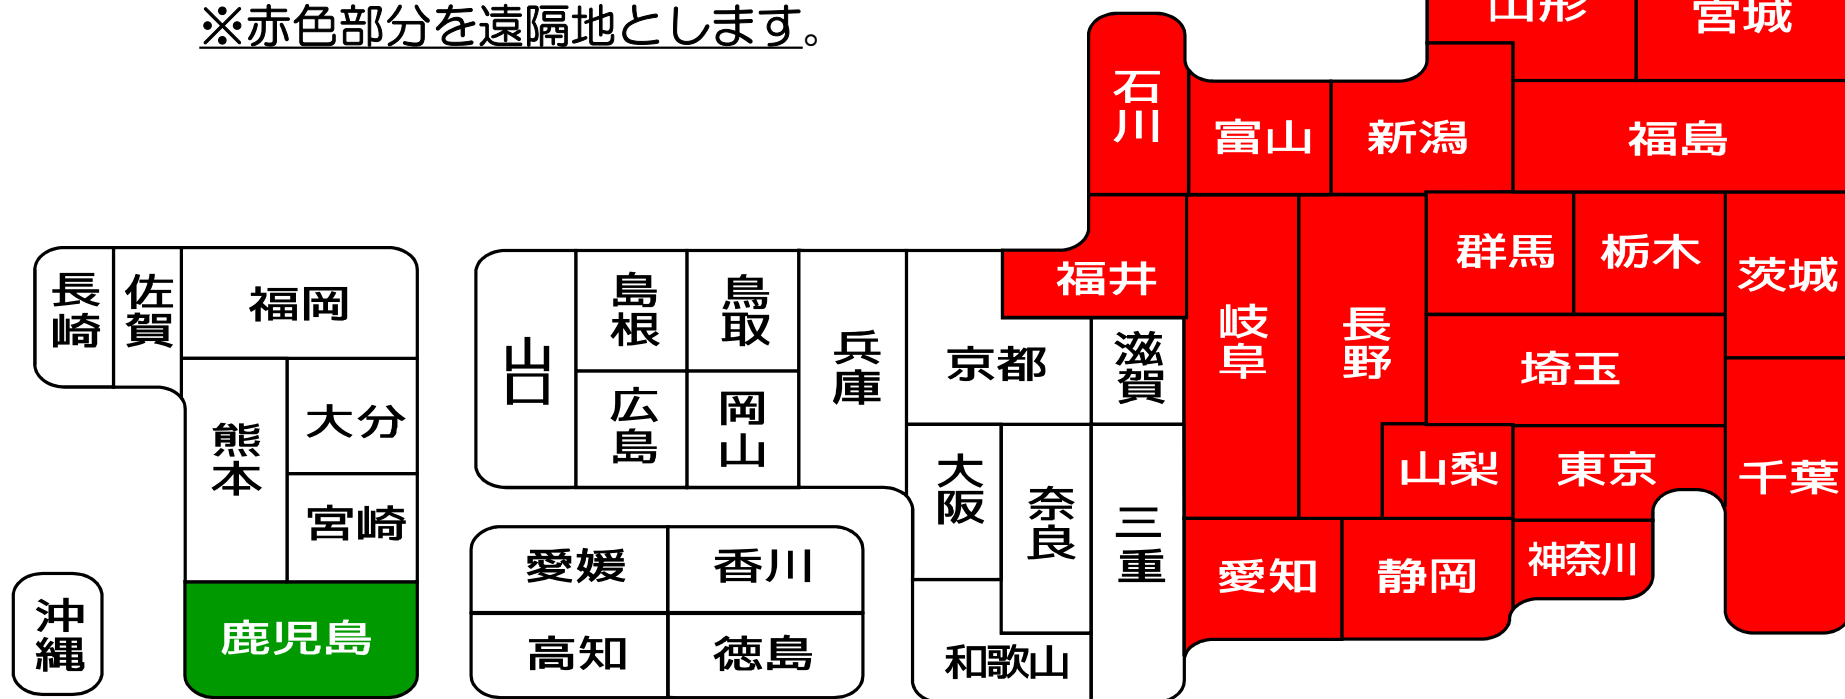 ※赤色部分を遠隔地とします。
山形
宮城
石川
富山
新潟
福島
福井
岐阜
長野
群馬
栃木
茨城
埼玉
山梨
東京
千葉
愛知
静岡
神奈川
長崎
佐賀
福岡
熊本
大分
宮崎
鹿児島
沖縄
山口
島根
鳥取
広島
岡山
兵庫
京都
滋賀
大阪
奈良
三重
和歌山
愛媛
香川
高知
徳島